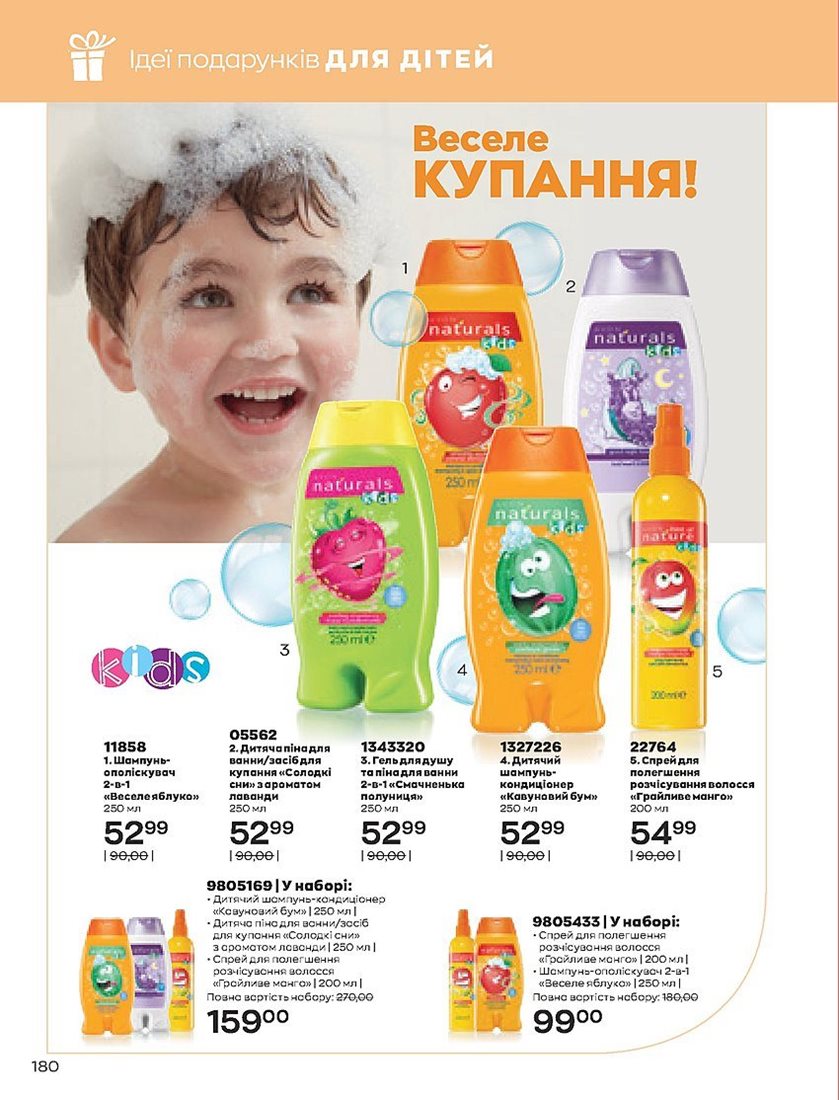 Ідеї подарунків ДЛЯ ДІТЕЙ
Веселе
КУПАННЯ!
1
2
naturals
kids
250 мл
naturals
kids
naturals
kids
250 ml e
naturals
kids
250 ml e
nature
kids
200 ml e
3
4
5
kids
11858
1. Шампунь-
ополіскувач
2-в-1
«Веселе яблуко»
250 мл
52 99
| 90,00 |
05562
2. Дитяча піна для
ванни/засіб для
купання «Солодкі
сни» з ароматом
лаванди
250 мл
52 99
| 90,00 |
1343320
3. Гель для душу
та піна для ванни
2-в-1 «Смачненька
полуниця»
250 мл
52 99
| 90,00 |
1327226
4. Дитячий
шампунь-
кондиціонер
«Кавуновий бум»
250 мл
52 99
| 90,00 |
22764
5. Спрей для
полегшення
розчісування волосся
«Грайливе манго»
200 мл
54 99
| 90,00 |
9805169 | У наборі:
• Дитячий шампунь-кондиціонер
«Кавуновий бум» | 250 мл |
• Дитяча піна для ванни/засіб
для купання «Солодкі сни»
з ароматом лаванди | 250 мл |
• Спрей для полегшення
розчісування волосся
«Грайливе манго» | 200 мл |
Повна вартість набору: 270,00
159 00
9805433 | У наборі:
• Спрей для полегшення
розчісування волосся
«Грайливе манго» | 200 мл |
• Шампунь-ополіскувач 2-в-1
«Веселе яблуко» | 250 мл |
Повна вартість набору: 180,00
99 00
180